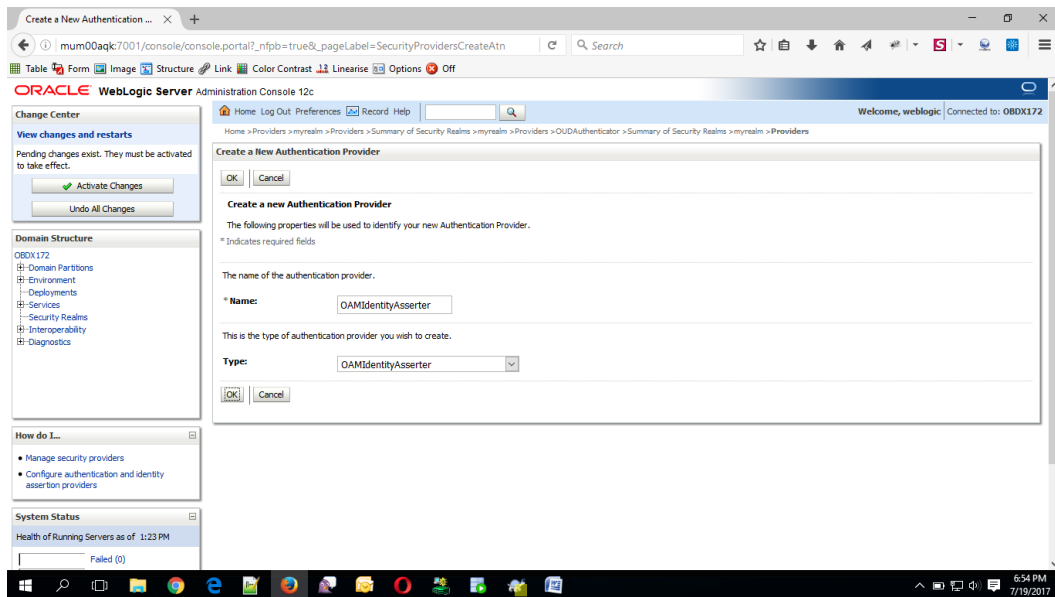 Create a New Authentication ...
mum00aqk:7001/console/console.portal?_nfpb=true&_pageLabel=SecurityProvidersCreateAtn
Search
Table Form Image Structure Link Color Contrast Linearise Options Off
ORACLE WebLogic Server Administration Console 12c
Change Center
View changes and restarts
Pending changes exist. They must be activated
to take effect.
Activate Changes
Undo All Changes
Domain Structure
OBDX172
Domain Partitions
Environment
Deployments
Services
Security Realms
Interoperability
Diagnostics
How do I...
Manage security providers
Configure authentication and identity
assertion providers
System Status
Health of Running Servers as of 1:23 PM
Failed (0)
Home Log Out Preferences Record Help
Welcome, weblogic Connected to: OBDX172
Home >Providers >myrealm >Providers >Summary of Security Realms >myrealm >Providers >OUDAuthenticator >Summary of Security Realms >myrealm >Providers
Create a New Authentication Provider
OK Cancel
Create a new Authentication Provider
The following properties will be used to identify your new Authentication Provider.
* Indicates required fields
The name of the authentication provider.
* Name: OAMIdentityAsserter
This is the type of authentication provider you wish to create.
Type: OAMIdentityAsserter
OK Cancel
6:54 PM
7/19/2017